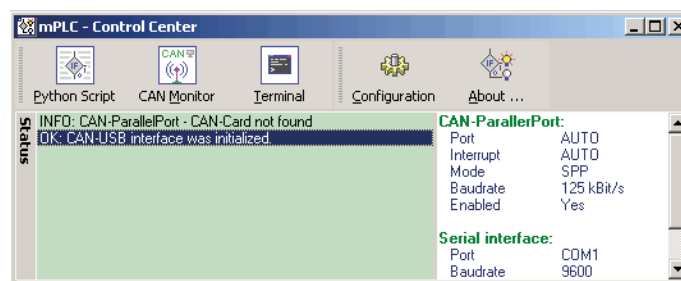 mPLC - Control Center
CAN
Python Script CAN Monitor Terminal Configuration About ...
Status
INFO: CAN-ParallelPort - CAN-Card not found
OK: CAN-USB interface was initialized.
CAN-ParallerPort:
Port AUTO
Interrupt AUTO
Mode SPP
Baudrate 125 kBit/s
Enabled Yes
Serial interface:
Port COM1
Baudrate 9600